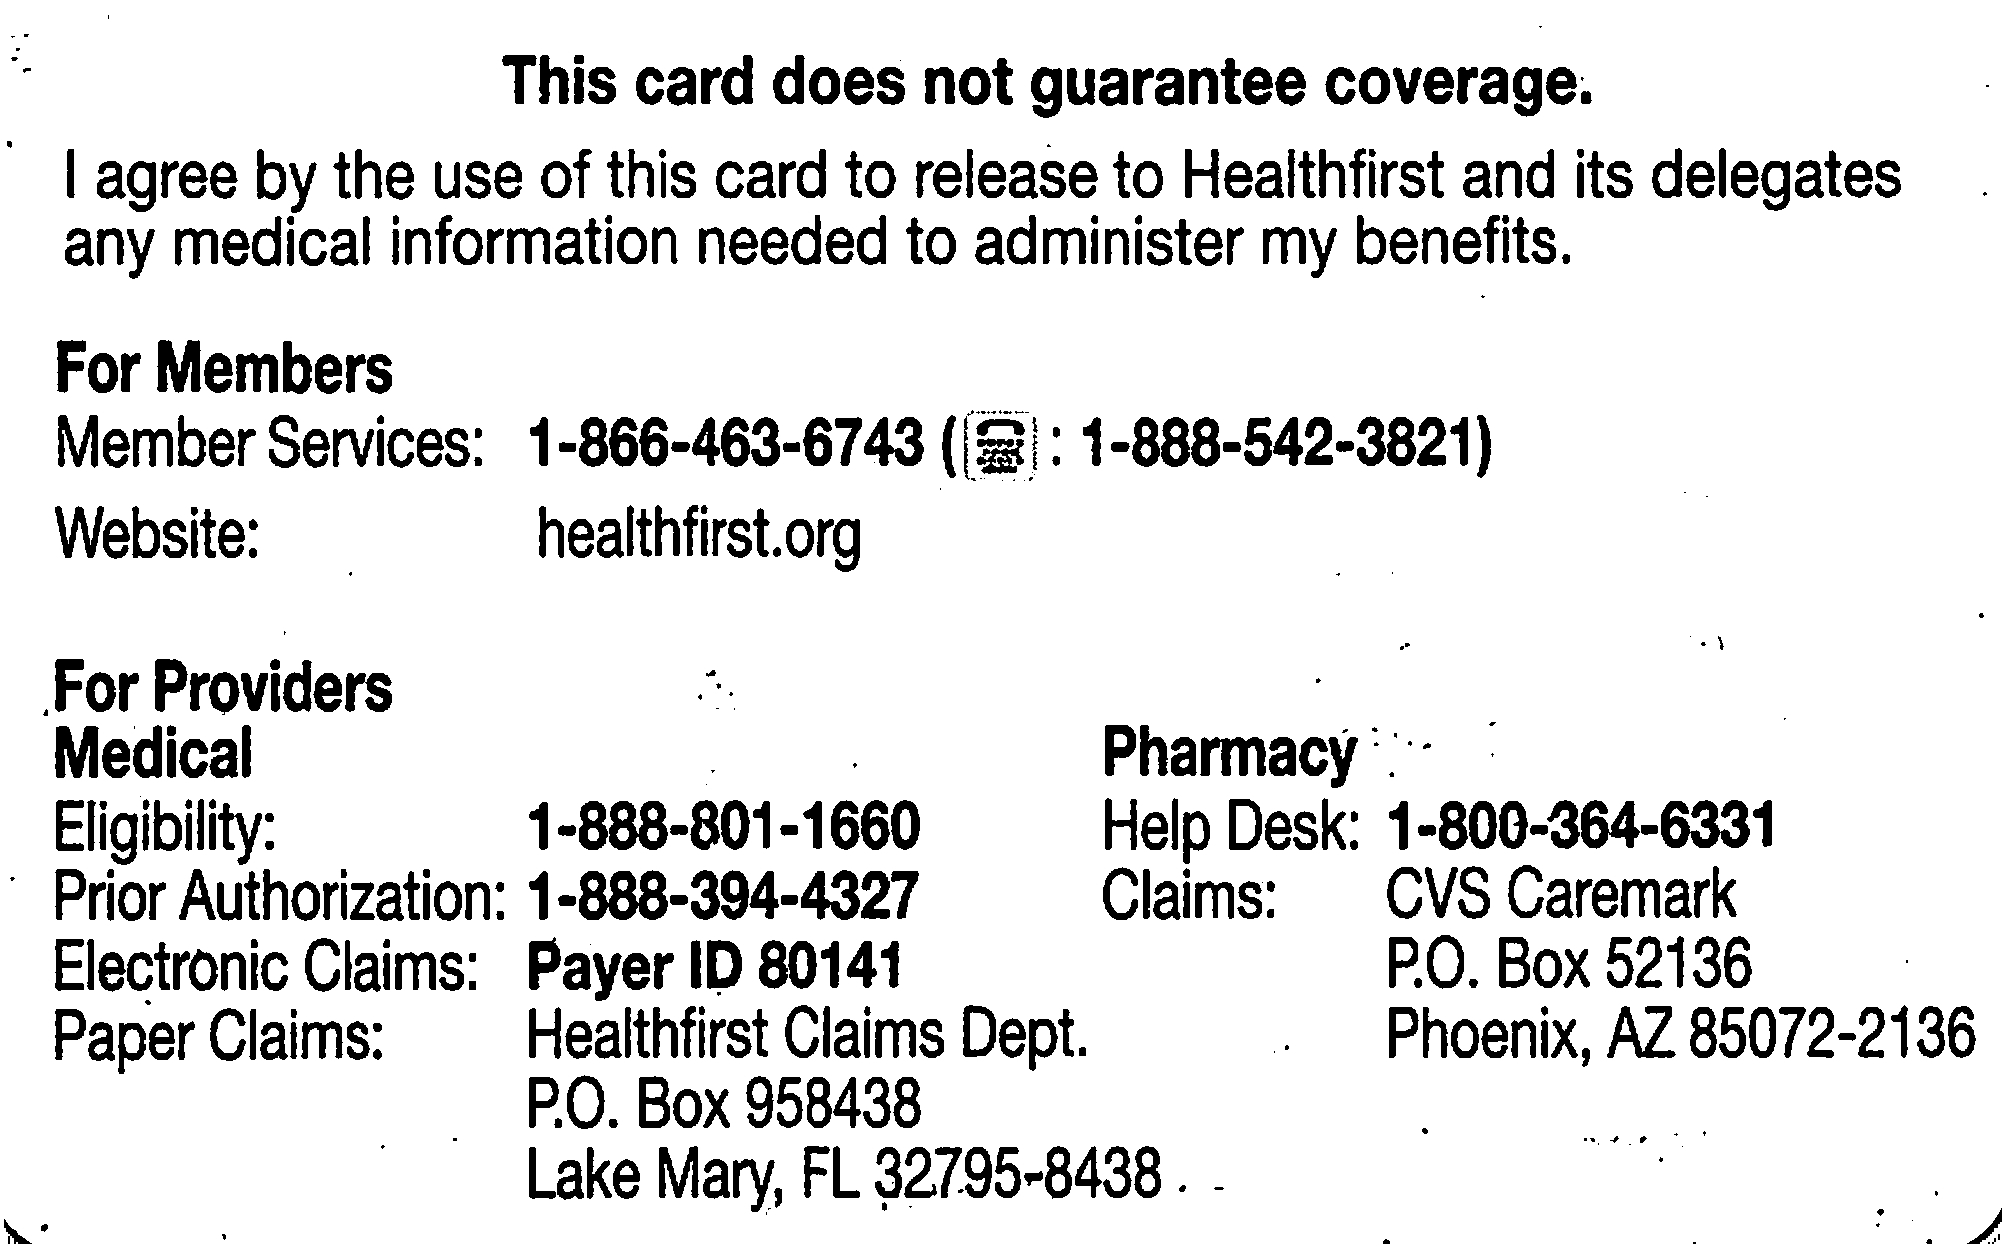 This card does not guarantee coverage.
I agree by the use of this card to release to Healthfirst and its delegates
any medical information needed to administer my benefits.
For Members
Member Services: 1-866-463-6743 (☎: 1-888-542-3821)
Website: healthfirst.org
For Providers
Medical
Eligibility: 1-888-801-1660
Prior Authorization: 1-888-394-4327
Electronic Claims: Payer ID 80141
Paper Claims: Healthfirst Claims Dept.
P.O. Box 958438
Lake Mary, FL 32795-8438
Pharmacy
Help Desk: 1-800-364-6331
Claims: CVS Caremark
P.O. Box 52136
Phoenix, AZ 85072-2136